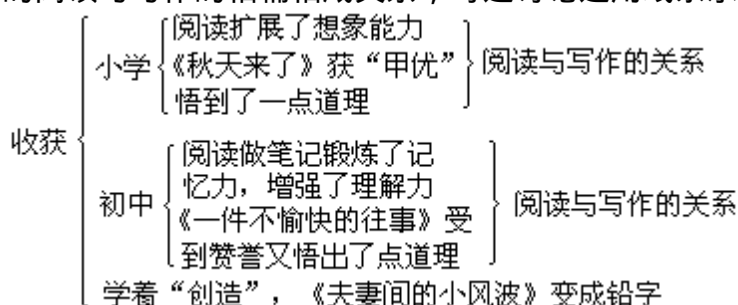 阅读扩展了想象能力
小学 《秋天来了》获“甲优” 阅读与写作的关系
悟到了一点道理
收获
阅读做笔记锻炼了记
忆力，增强了理解力
初中 《一件不愉快的往事》受 阅读与写作的关系
到赞誉又悟出了点道理
学着“创造”，《夫妻间的小风波》变成铅字